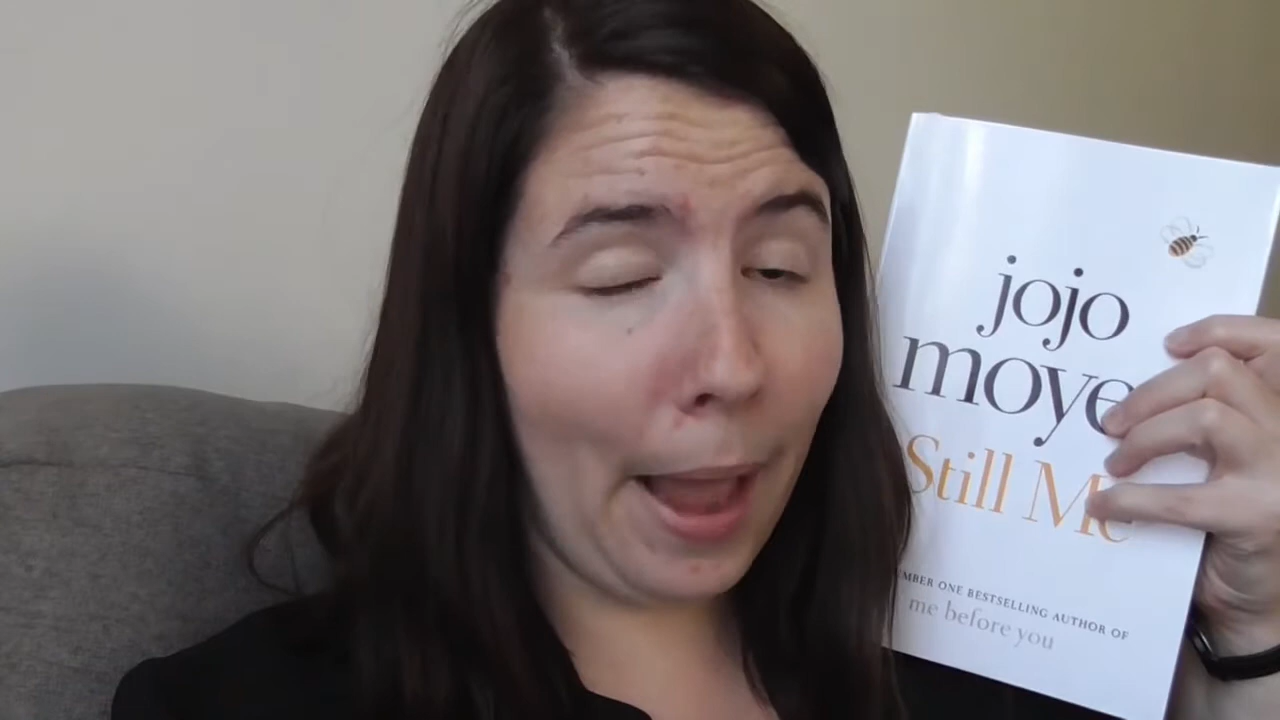 jojo
moye
Still Me
MBER ONE BESTSELLING AUTHOR OF
me before you